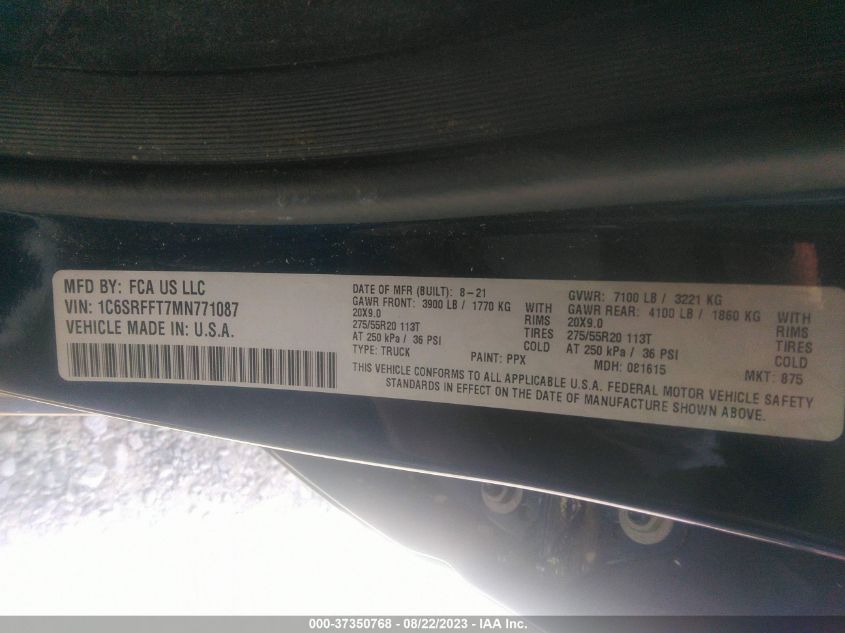 MFD BY: FCA US LLC
VIN: 1C6SRFFT7MN771087
VEHICLE MADE IN U.S.A.
DATE OF MFR (BUILT): 8-21
GAWR FRONT: 3900 LB / 1770 KG WITH
20X9.0 RIMS
275/55R20 113T TIRES
AT 250 kPa / 36 PSI COLD
TYPE: TRUCK PAINT: PPX
GVWR: 7100 LB / 3221 KG
GAWR REAR: 4100 LB / 1860 KG WITH
20X9.0 RIMS
275/55R20 113T TIRES
AT 250 kPa / 36 PSI COLD
MDH: 081615 MKT: 875
THIS VEHICLE CONFORMS TO ALL APPLICABLE U.S.A. FEDERAL MOTOR VEHICLE SAFETY
STANDARDS IN EFFECT ON THE DATE OF MANUFACTURE SHOWN ABOVE.
000-37350768 - 08/22/2023 - IAA Inc.